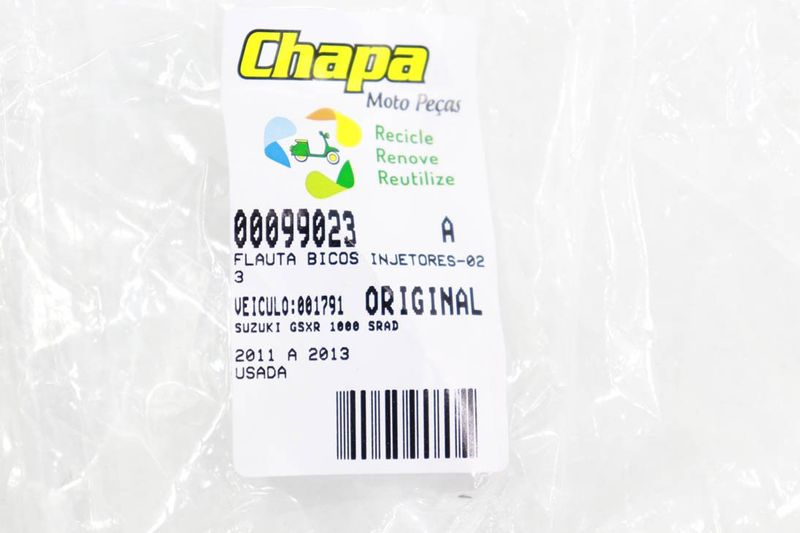 Chapa
Moto Peças
Recicle
Renove
Reutilize
00099023 A
FLAUTA BICOS INJETORES-02
3
VEICULO:001791 ORIGINAL
SUZUKI GSXR 1000 SRAD
2011 A 2013
USADA